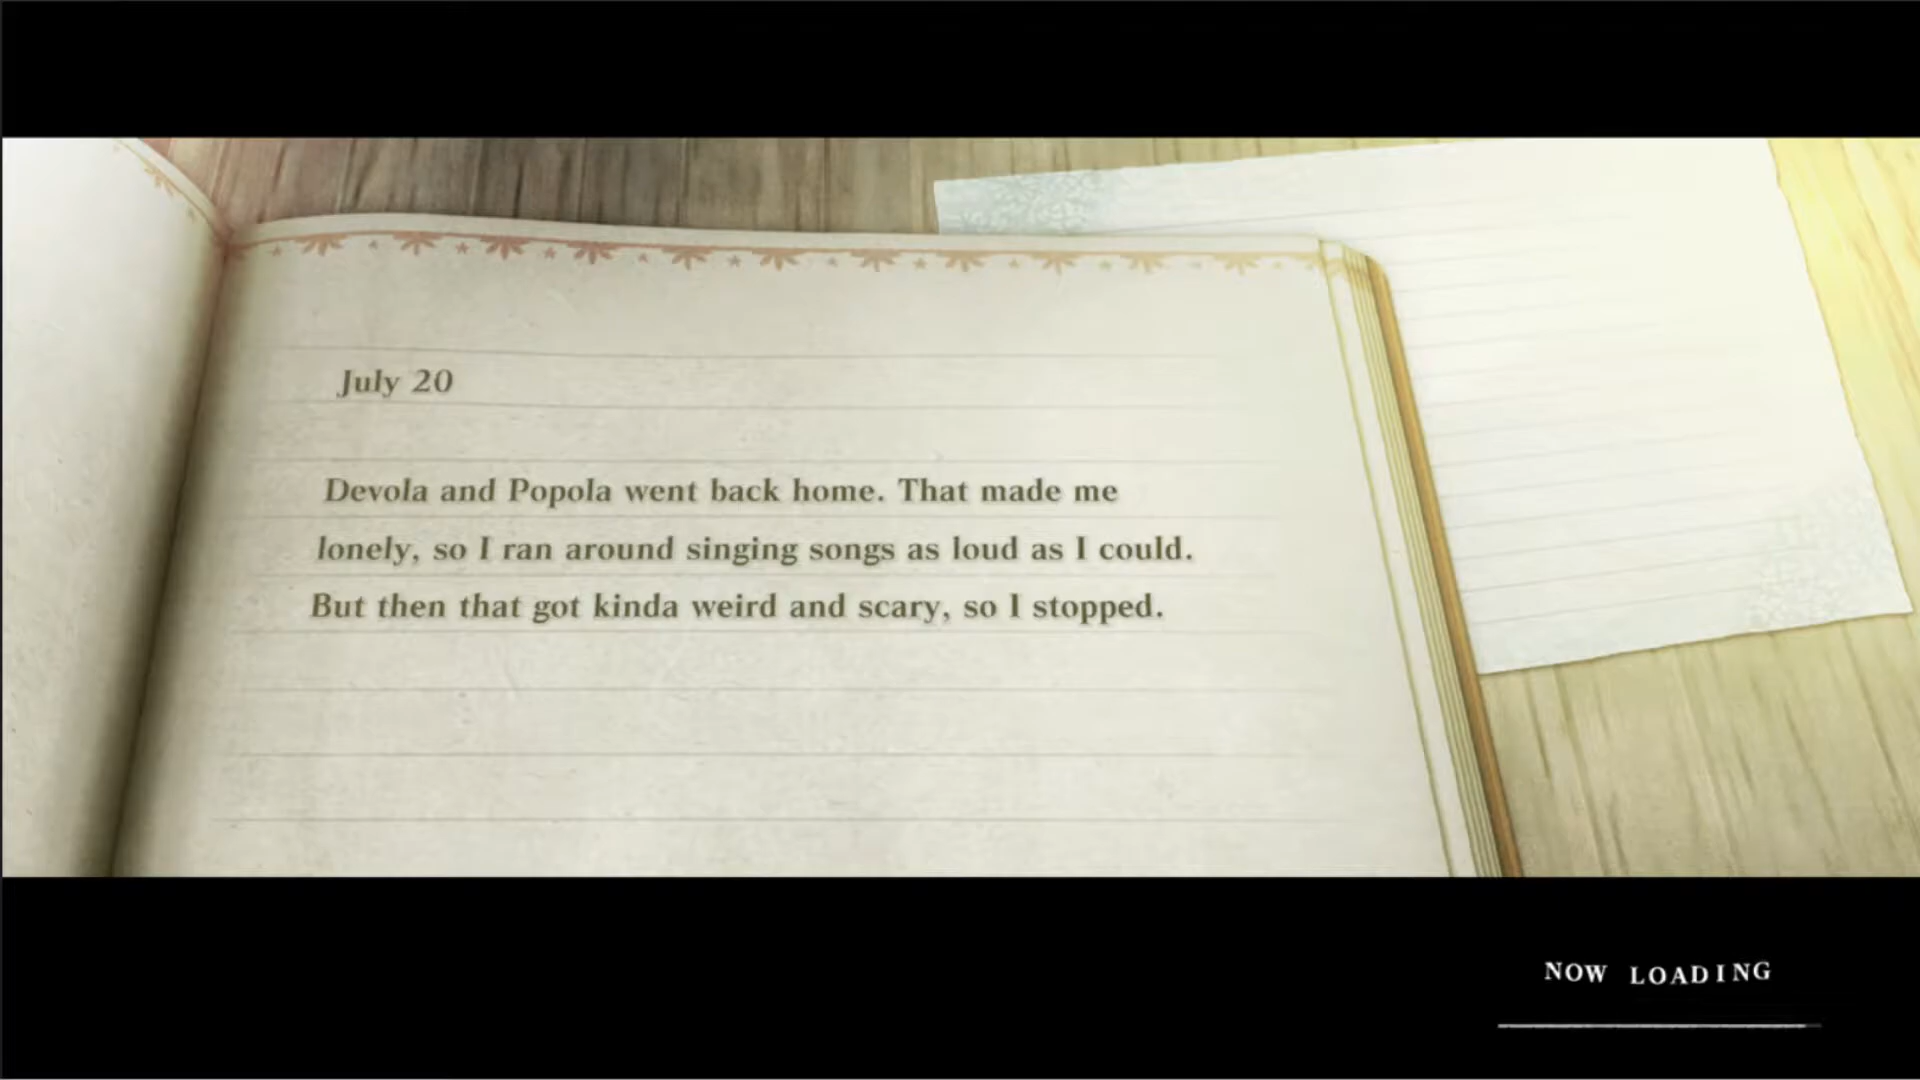 July 20
Devola and Popola went back home. That made me
lonely, so I ran around singing songs as loud as I could.
But then that got kinda weird and scary, so I stopped.
NOW LOADING